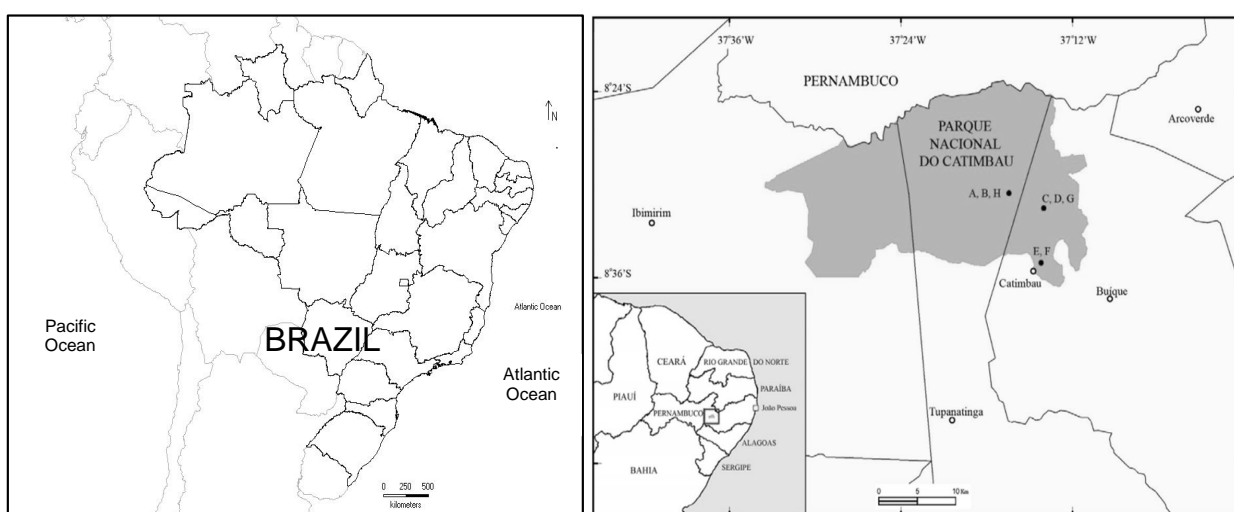 N
Atlantic Ocean
Pacific
Ocean
BRAZIL
Atlantic
Ocean
0 250 500
kilometers
37°36'W
37°24'W
37°12'W
8°24'S
PERNAMBUCO
Arcoverde
PARQUE
NACIONAL
DO CATIMBAU
A, B, H
C, D, G
Ibimirim
E, F
8°36'S
Catimbau
Buíque
CEARÁ
RIO GRANDE DO NORTE
PARAÍBA
PIAUÍ
João Pessoa
PERNAMBUCO
Tupanatinga
ALAGOAS
BAHIA
SERGIPE
0 5 10 Km